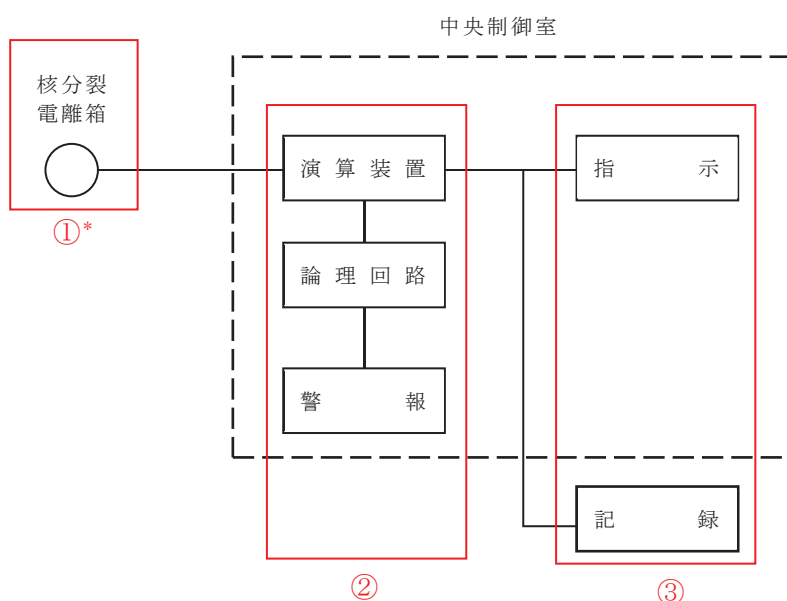 中央制御室
核分裂
電離箱
①*
演算装置
指示
論理回路
警報
記録
②
③